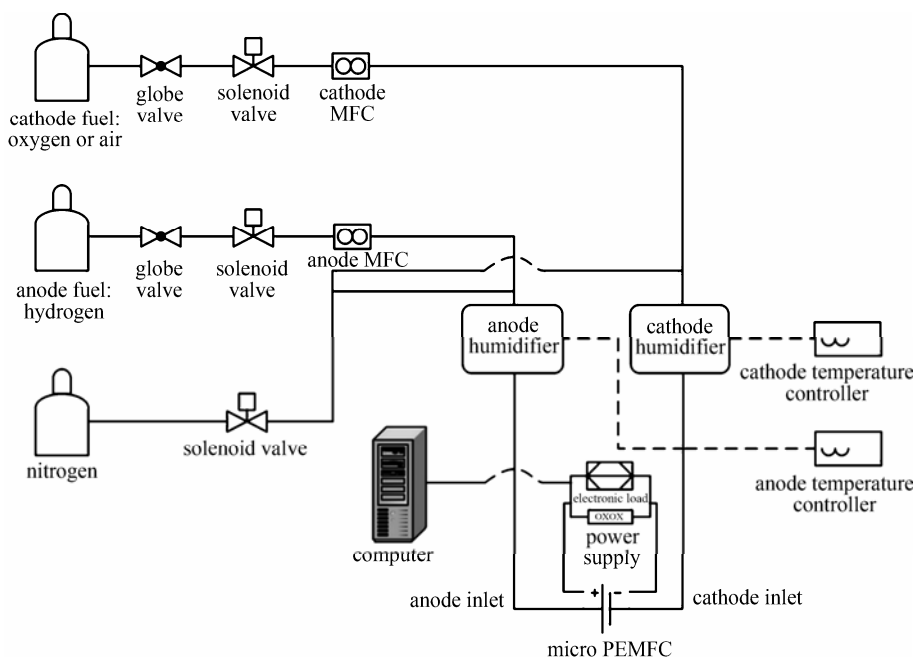 globe
valve
solenoid
valve
cathode
MFC
cathode fuel:
oxygen or air
globe
valve
solenoid
valve
anode MFC
anode fuel:
hydrogen
anode
humidifier
cathode
humidifier
cathode temperature
controller
solenoid valve
nitrogen
anode temperature
controller
electronic load
OXOX
power
supply
computer
+ -
anode inlet
cathode inlet
micro PEMFC